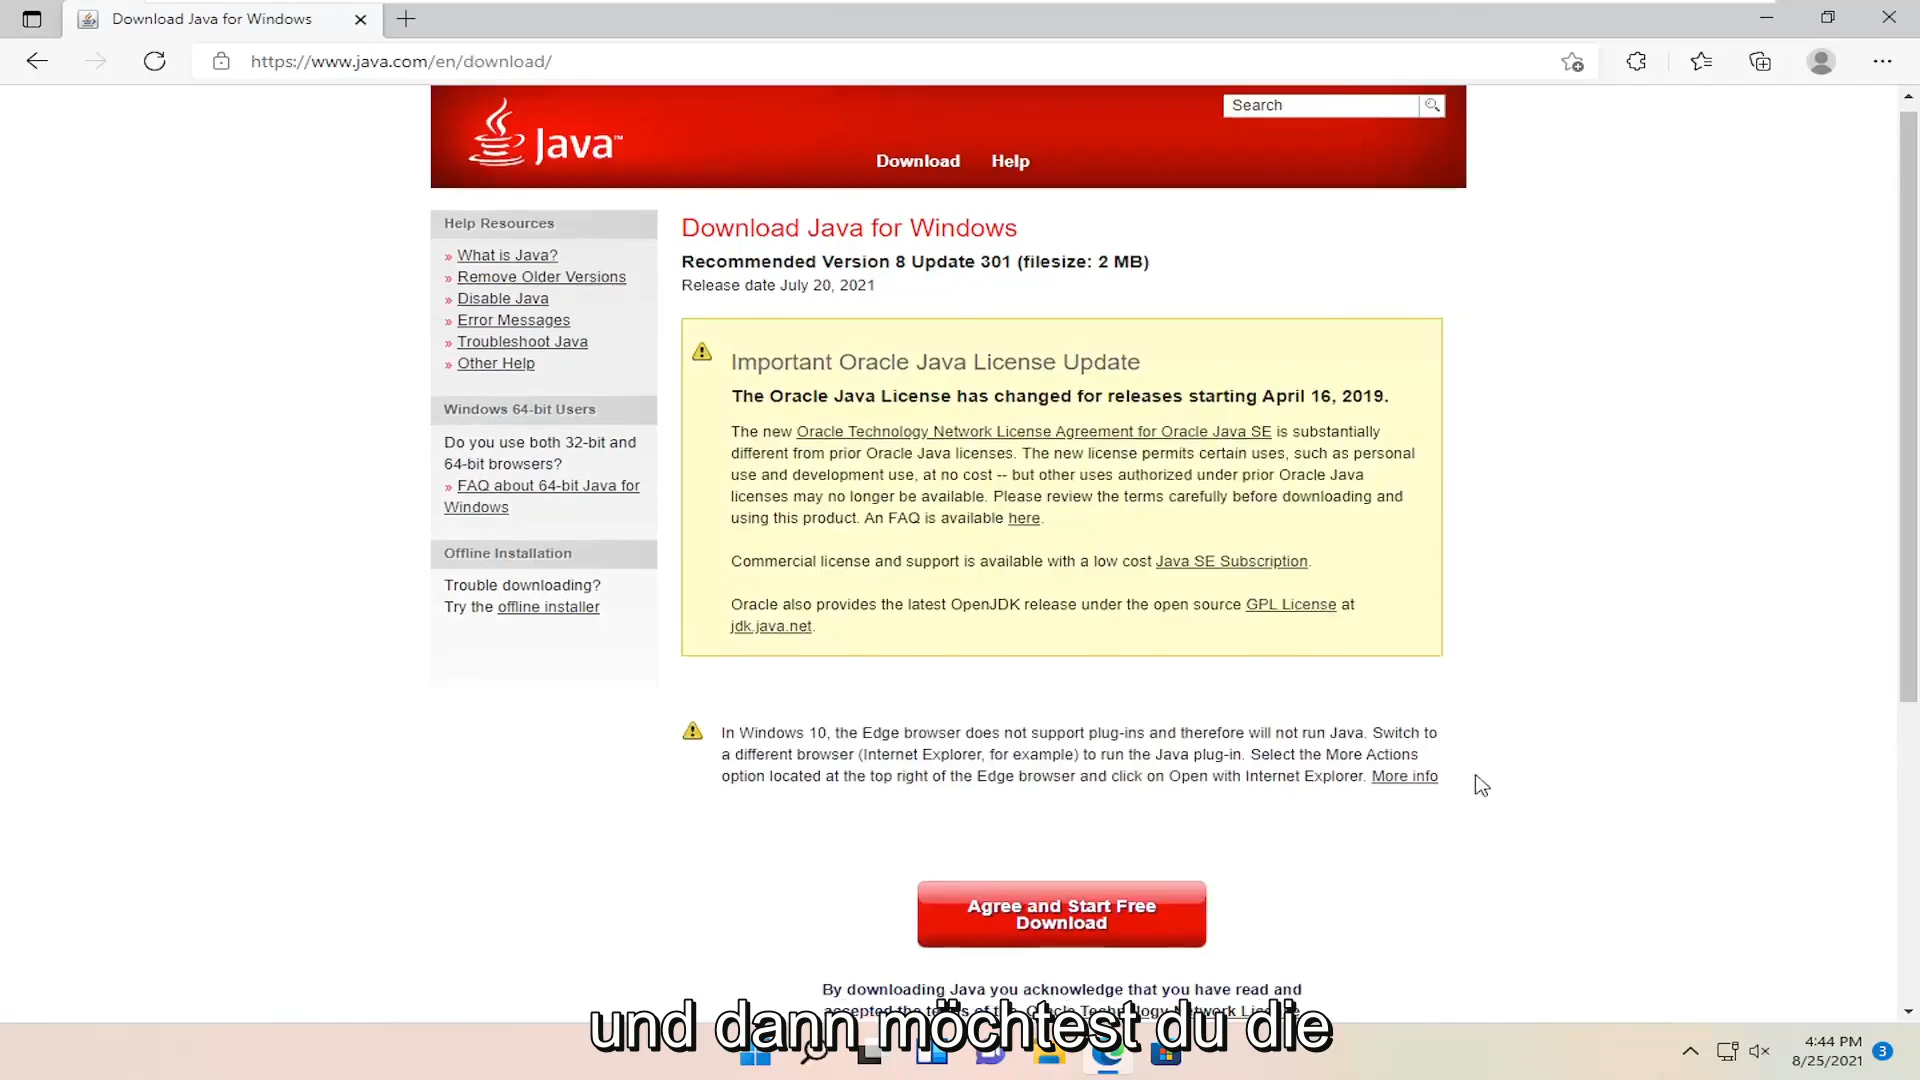 Download Java for Windows
https://www.java.com/en/download/
Java™
Search
Download Help
Help Resources
» What is Java?
» Remove Older Versions
» Disable Java
» Error Messages
» Troubleshoot Java
» Other Help
Windows 64-bit Users
Do you use both 32-bit and
64-bit browsers?
» FAQ about 64-bit Java for
Windows
Offline Installation
Trouble downloading?
Try the offline installer
Download Java for Windows
Recommended Version 8 Update 301 (filesize: 2 MB)
Release date July 20, 2021
Important Oracle Java License Update
The Oracle Java License has changed for releases starting April 16, 2019.
The new Oracle Technology Network License Agreement for Oracle Java SE is substantially
different from prior Oracle Java licenses. The new license permits certain uses, such as personal
use and development use, at no cost -- but other uses authorized under prior Oracle Java
licenses may no longer be available. Please review the terms carefully before downloading and
using this product. An FAQ is available here.
Commercial license and support is available with a low cost Java SE Subscription.
Oracle also provides the latest OpenJDK release under the open source GPL License at
jdk.java.net.
In Windows 10, the Edge browser does not support plug-ins and therefore will not run Java. Switch to
a different browser (Internet Explorer, for example) to run the Java plug-in. Select the More Actions
option located at the top right of the Edge browser and click on Open with Internet Explorer. More info
Agree and Start Free
Download
By downloading Java you acknowledge that you have read and
accepted the terms of the Oracle Technology Network
und dann möchtest du die
4:44 PM
8/25/2021
3